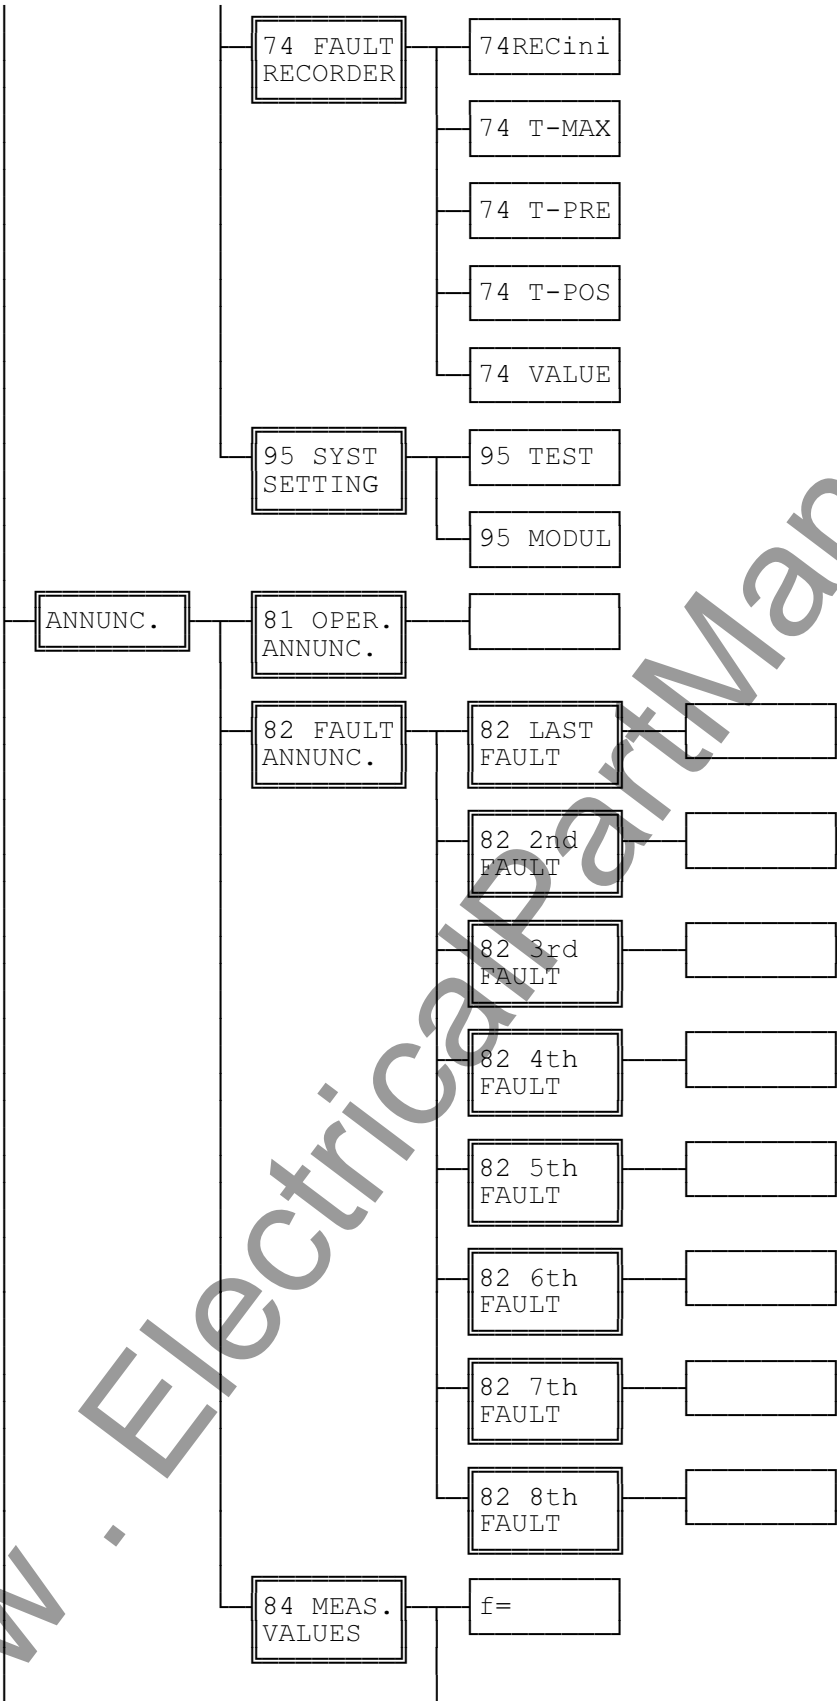 74 FAULT
RECORDER
74RECini
74 T-MAX
74 T-PRE
74 T-POS
74 VALUE
95 SYST
SETTING
95 TEST
95 MODUL
ANNUNC.
81 OPER.
ANNUNC.
82 FAULT
ANNUNC.
82 LAST
FAULT
82 2nd
FAULT
82 3rd
FAULT
82 4th
FAULT
82 5th
FAULT
82 6th
FAULT
82 7th
FAULT
82 8th
FAULT
84 MEAS.
VALUES
f=
w . ElectricalPartMan